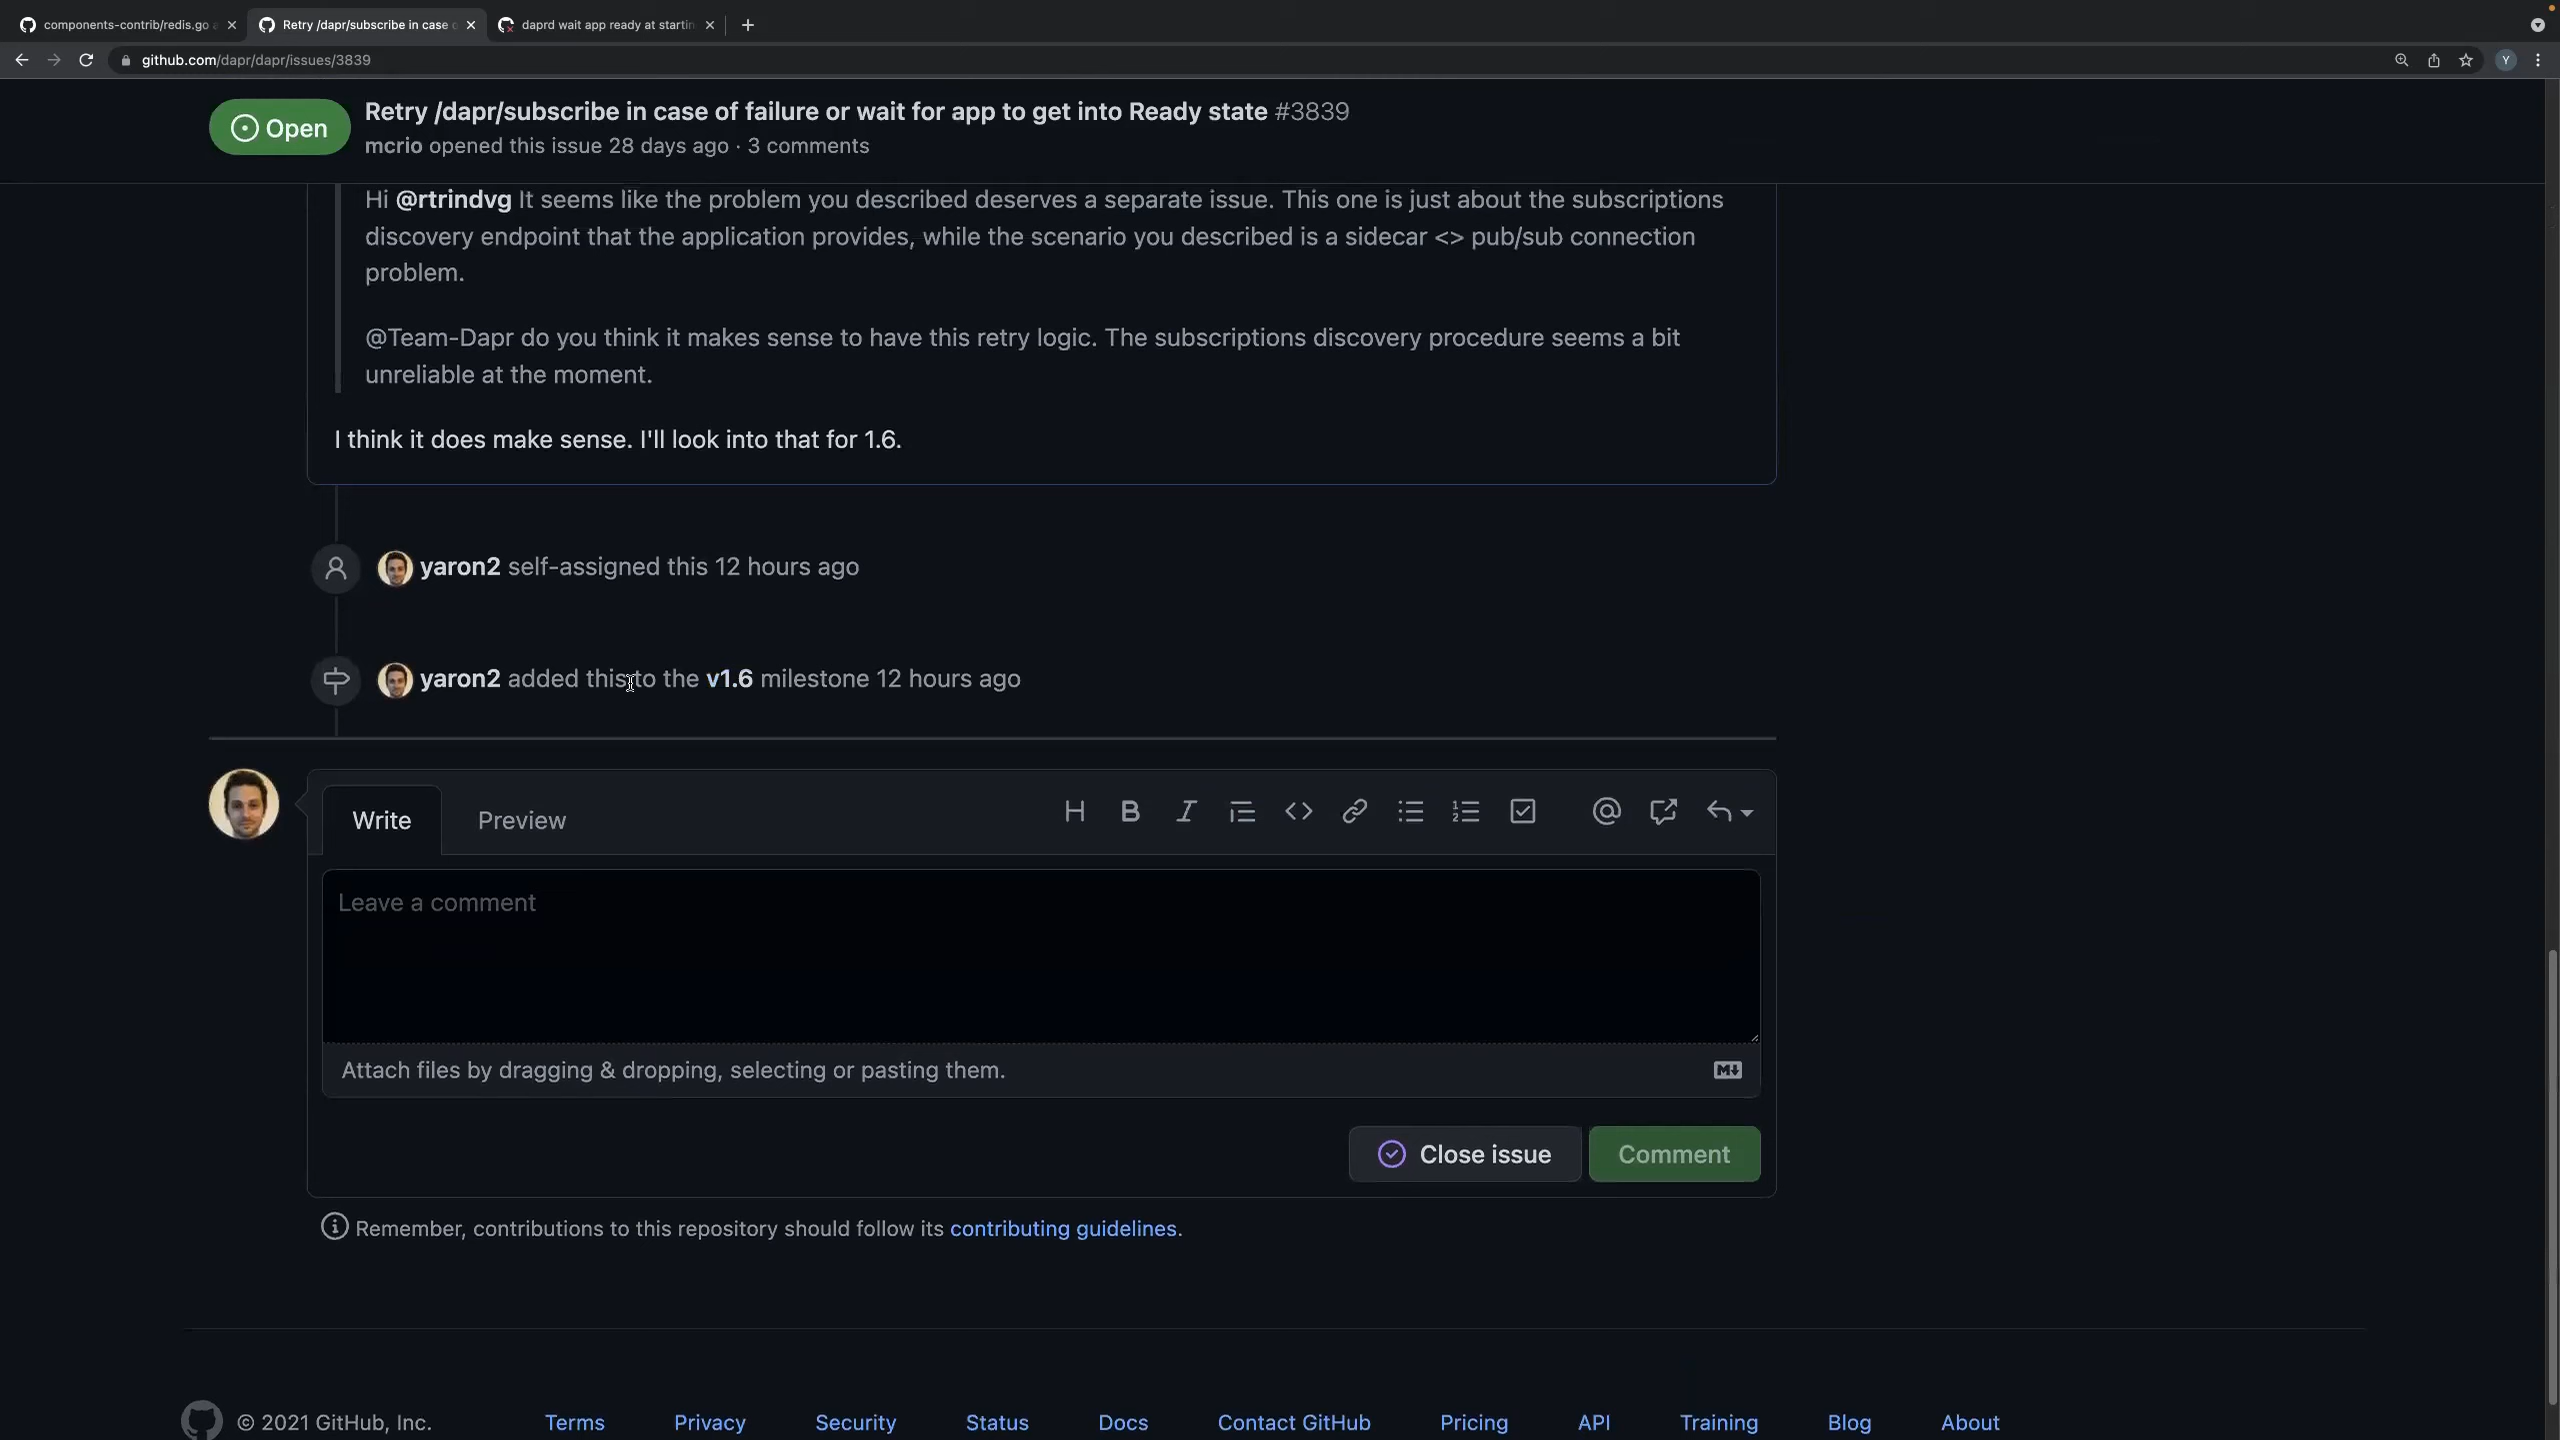 components-contrib/redis.go a
Retry /dapr/subscribe in case o
daprd wait app ready at startin
github.com/dapr/dapr/issues/3839
Y
Open
Retry /dapr/subscribe in case of failure or wait for app to get into Ready state #3839
mcrio opened this issue 28 days ago · 3 comments
Hi @rtrindvg It seems like the problem you described deserves a separate issue. This one is just about the subscriptions
discovery endpoint that the application provides, while the scenario you described is a sidecar <> pub/sub connection
problem.
@Team-Dapr do you think it makes sense to have this retry logic. The subscriptions discovery procedure seems a bit
unreliable at the moment.
I think it does make sense. I'll look into that for 1.6.
yaron2 self-assigned this 12 hours ago
yaron2 added this to the v1.6 milestone 12 hours ago
Write
Preview
Leave a comment
Attach files by dragging & dropping, selecting or pasting them.
Close issue
Comment
Remember, contributions to this repository should follow its contributing guidelines.
© 2021 GitHub, Inc.
Terms
Privacy
Security
Status
Docs
Contact GitHub
Pricing
API
Training
Blog
About